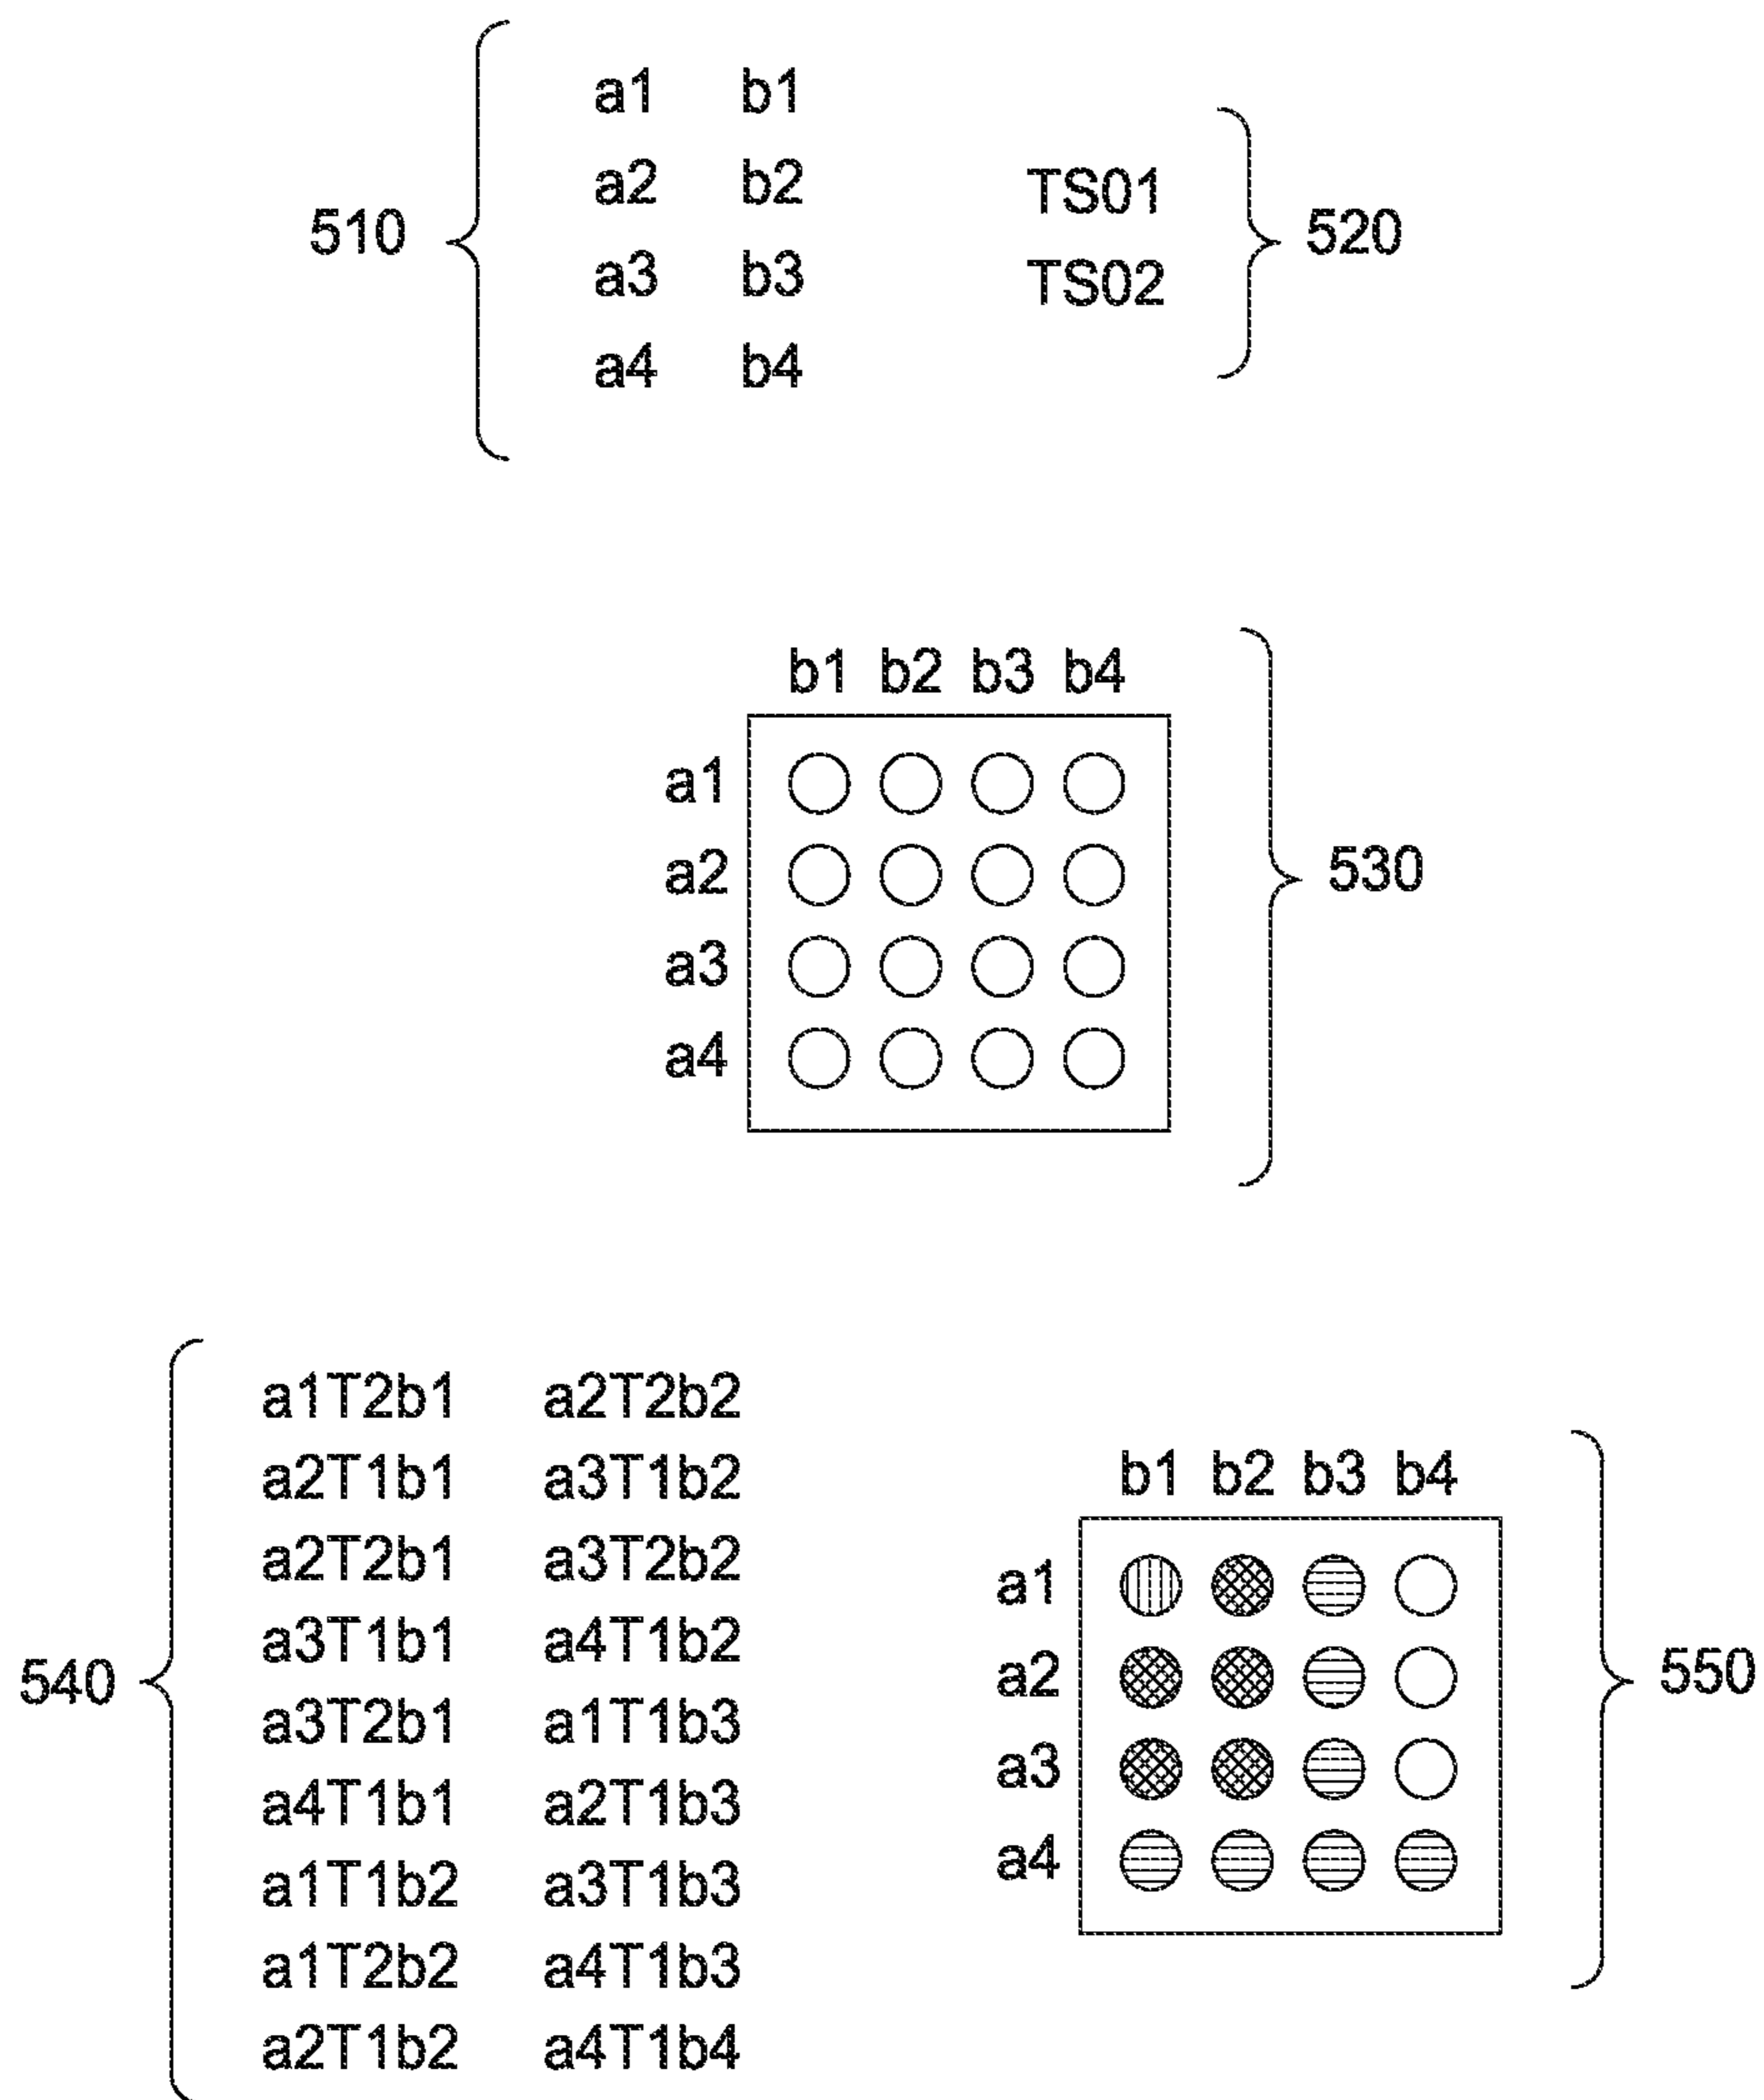 a1 b1
a2 b2 TS01
510 520
a3 b3 TS02
a4 b4
b1 b2 b3 b4
a1
a2
530
a3
a4
a1T2b1 a2T2b2
a2T1b1 a3T1b2
a2T2b1 a3T2b2
a3T1b1 a4T1b2
540
a3T2b1 a1T1b3
a4T1b1 a2T1b3
a1T1b2 a3T1b3
a1T2b2 a4T1b3
a2T1b2 a4T1b4
b1 b2 b3 b4
a1
a2
550
a3
a4